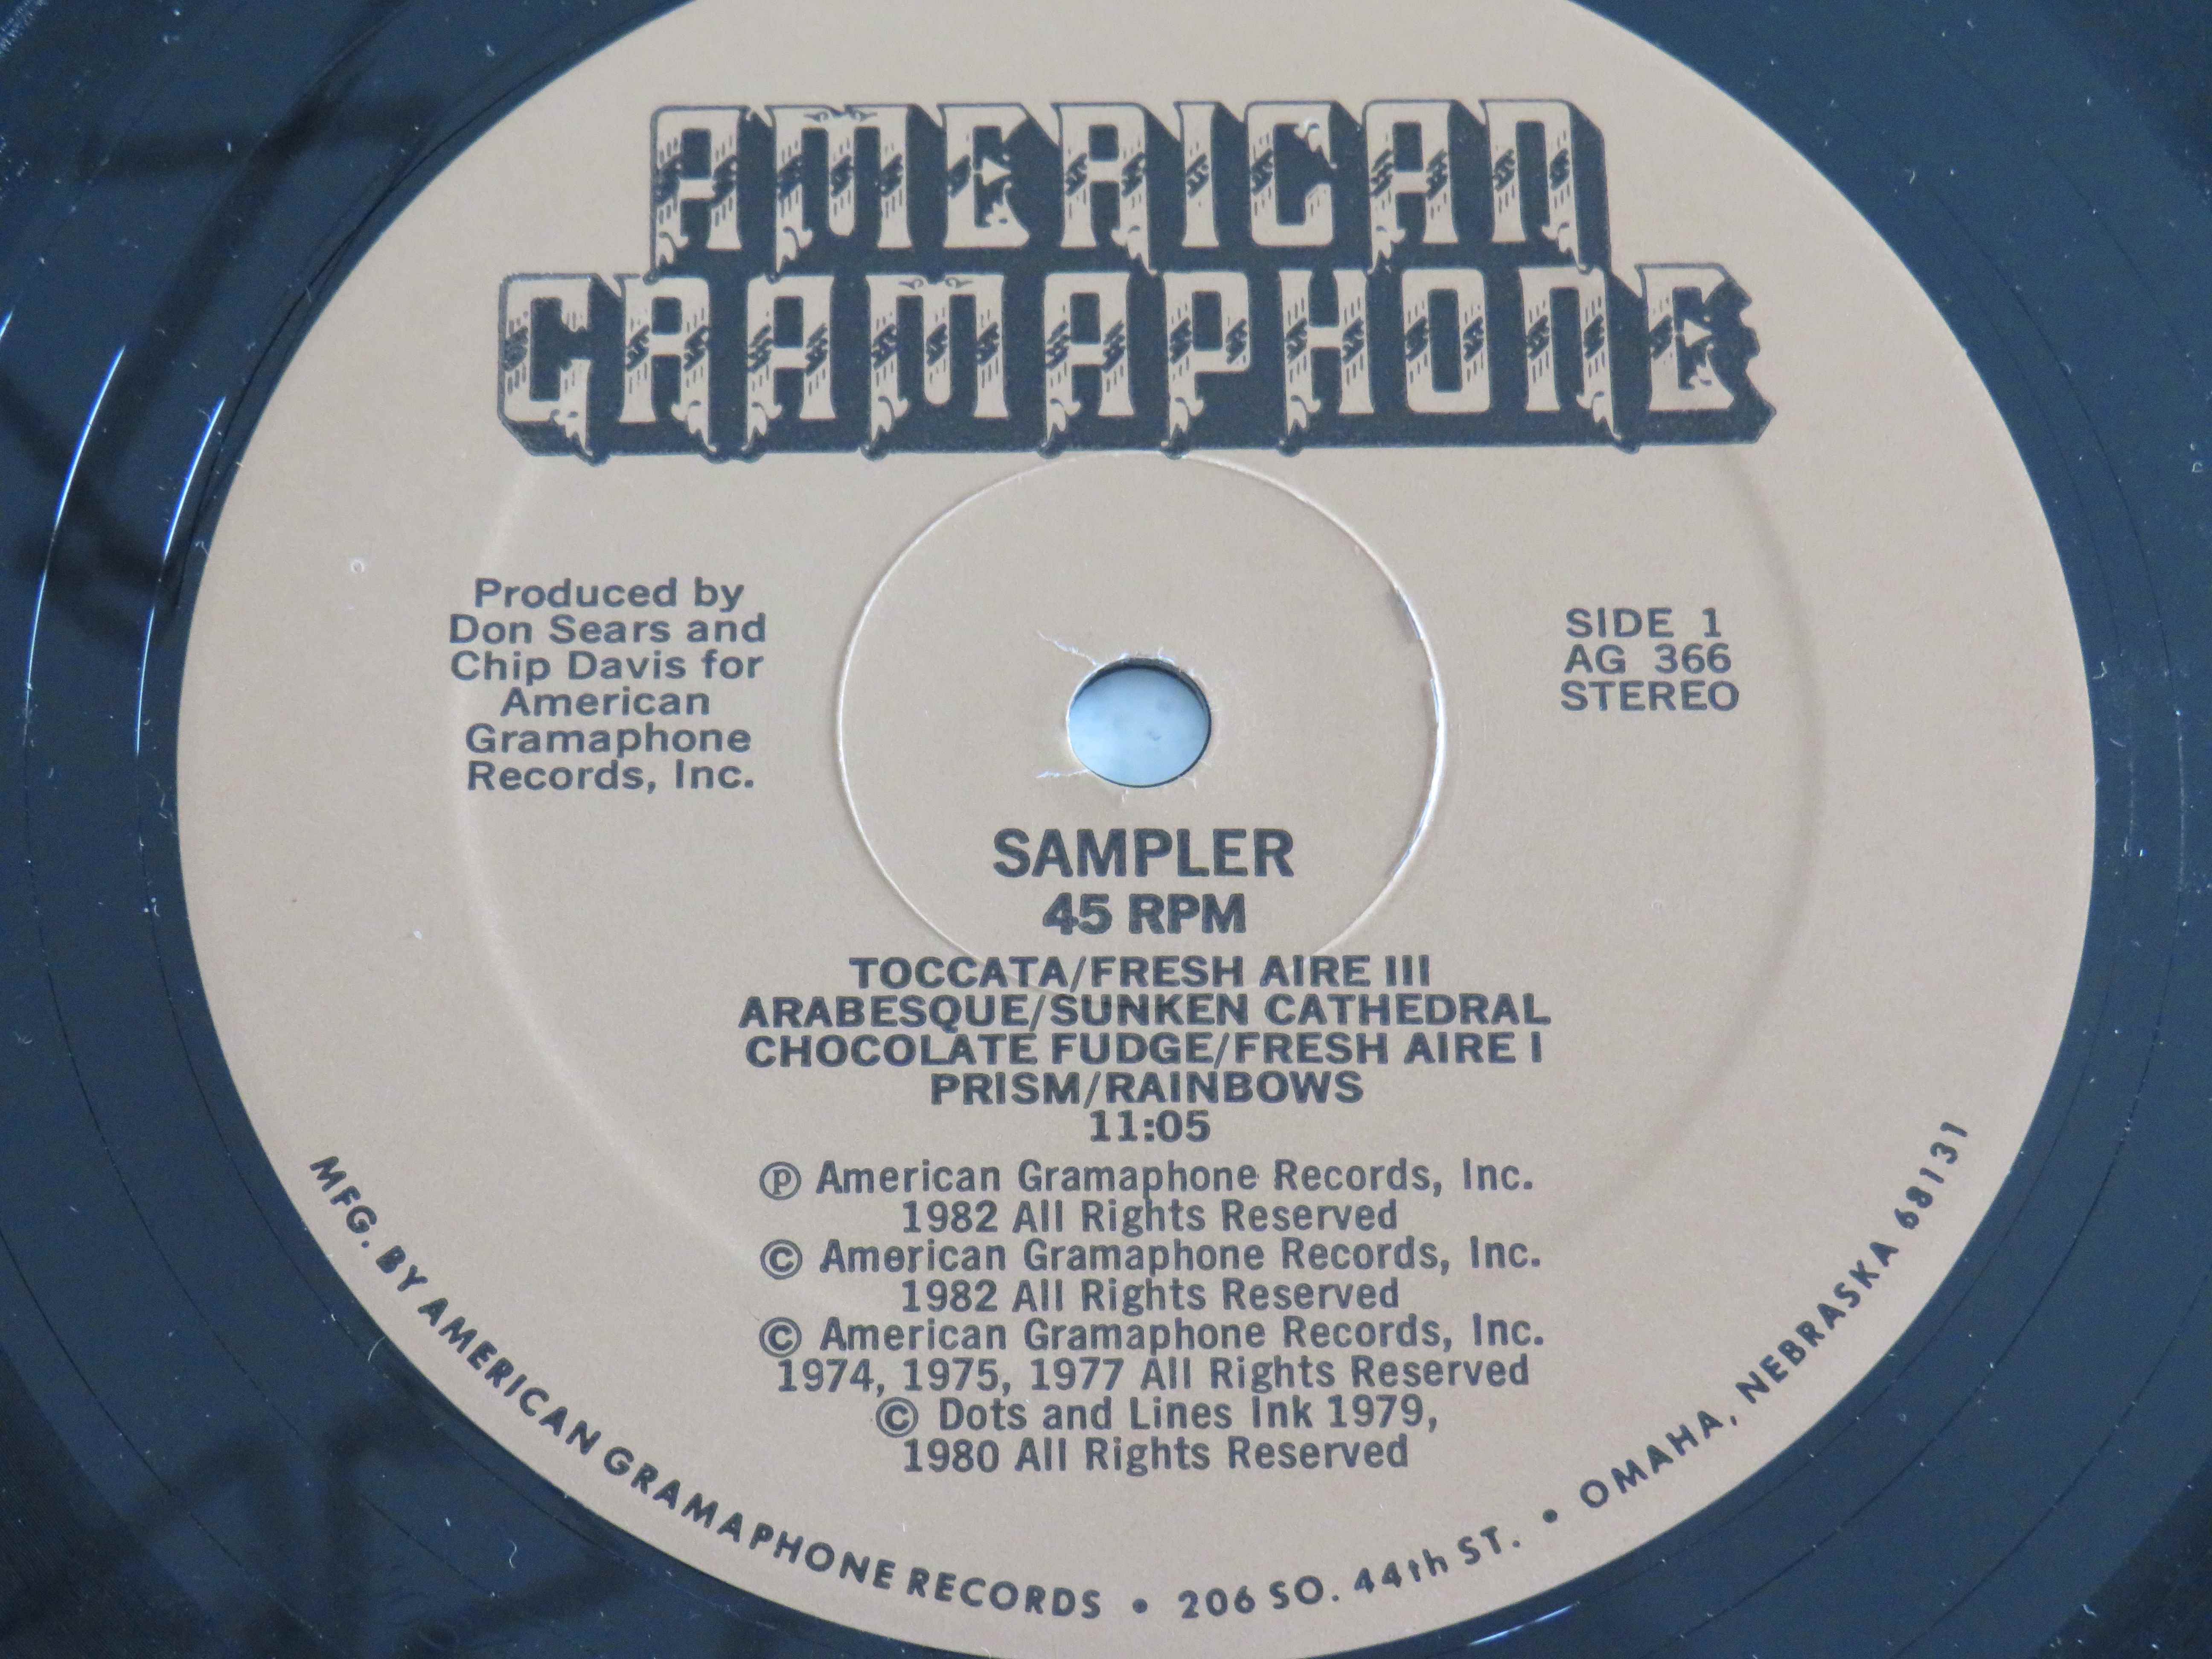 AMERICAN
GRAMAPHONE
Produced by
Don Sears and
Chip Davis for
American
Gramaphone
Records, Inc.
SIDE 1
AG 366
STEREO
SAMPLER
45 RPM
TOCCATA/FRESH AIRE III
ARABESQUE/SUNKEN CATHEDRAL
CHOCOLATE FUDGE/FRESH AIRE I
PRISM/RAINBOWS
11:05
℗ American Gramaphone Records, Inc.
1982 All Rights Reserved
© American Gramaphone Records, Inc.
1982 All Rights Reserved
© American Gramaphone Records, Inc.
1974, 1975, 1977 All Rights Reserved
© Dots and Lines Ink 1979,
1980 All Rights Reserved
MFG. BY AMERICAN GRAMAPHONE RECORDS • 206 SO. 44th ST. • OMAHA, NEBRASKA 68131